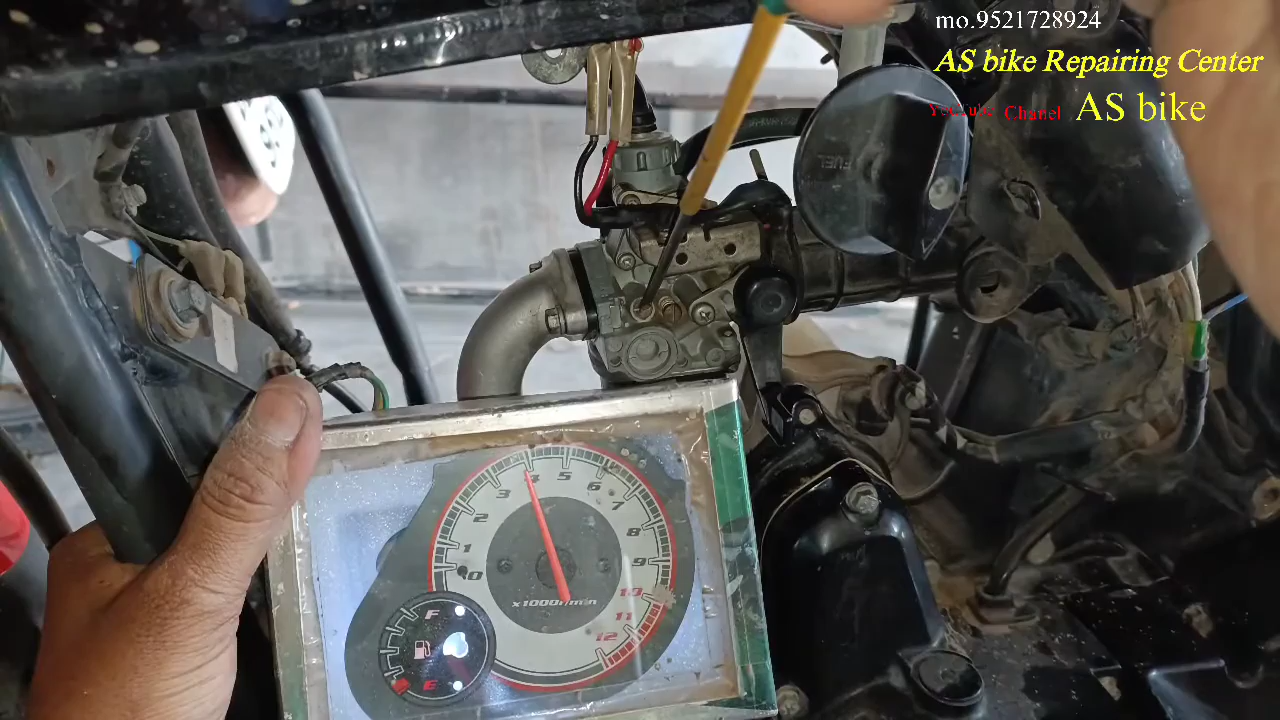 mo.9521728924
AS bike Repairing Center
YouTube Chanel AS bike
FUEL
0 1 2 3 4 5 6 7 8 9 10 11 12
x1000r/min
F
E